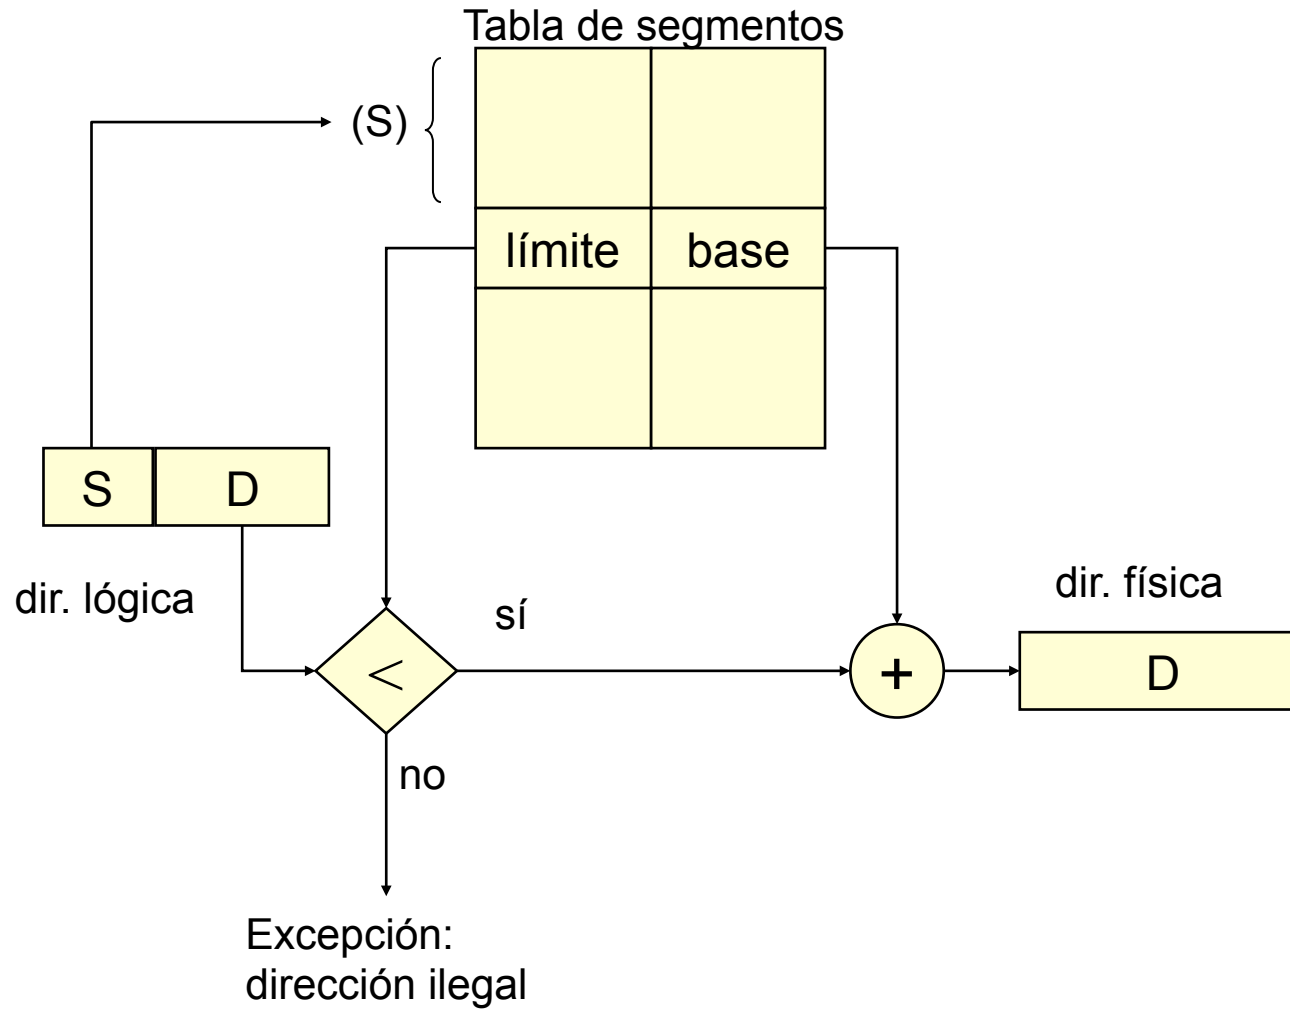 Tabla de segmentos
(S)
límite base
S D
dir. lógica
sí
dir. física
<
+
D
no
Excepción:
dirección ilegal